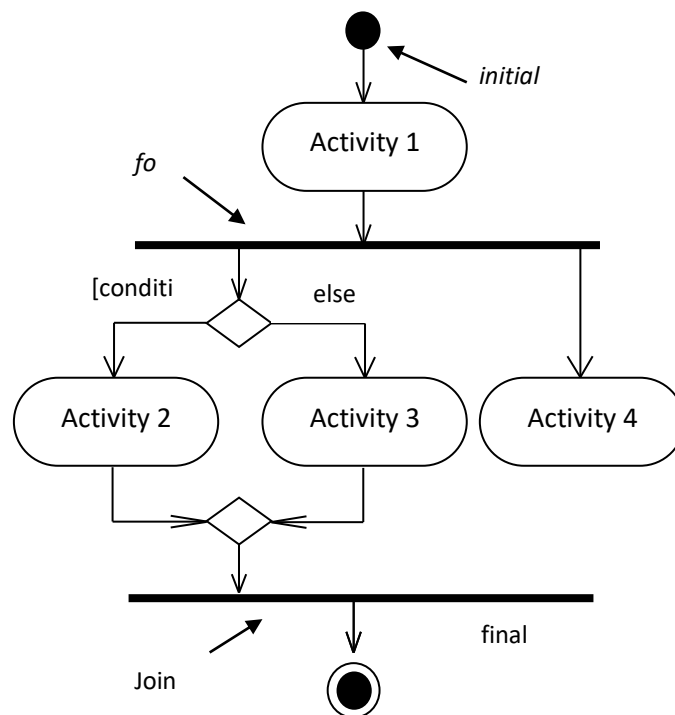 initial
Activity 1
fo
[conditi
else
Activity 2
Activity 3
Activity 4
final
Join